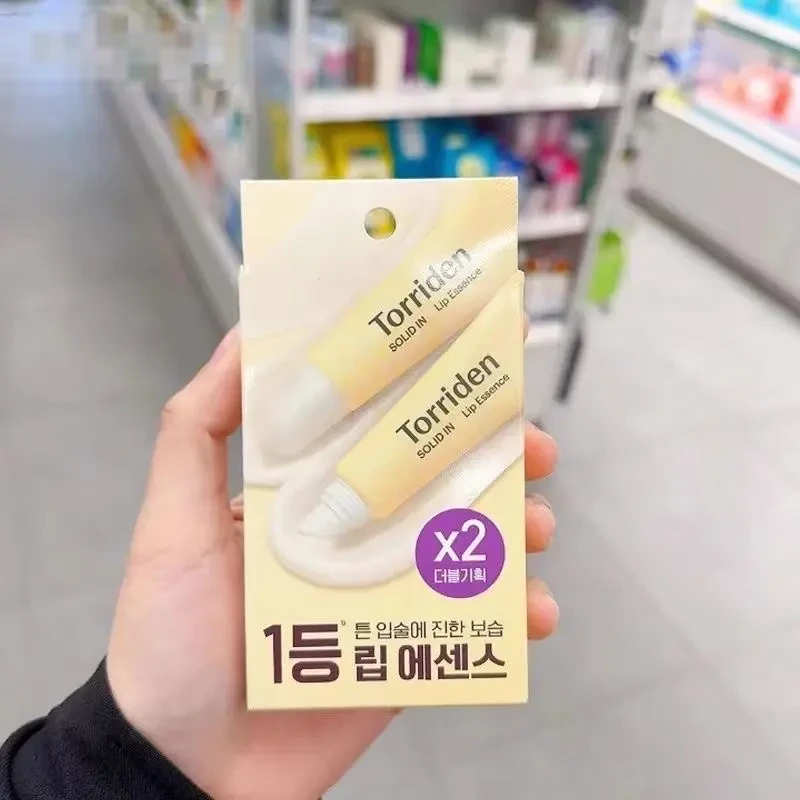 Torriden
SOLID IN Lip Essence
Torriden
SOLID IN Lip Essence
x2
더블기획
1등 튼 입술에 진한 보습
립 에센스